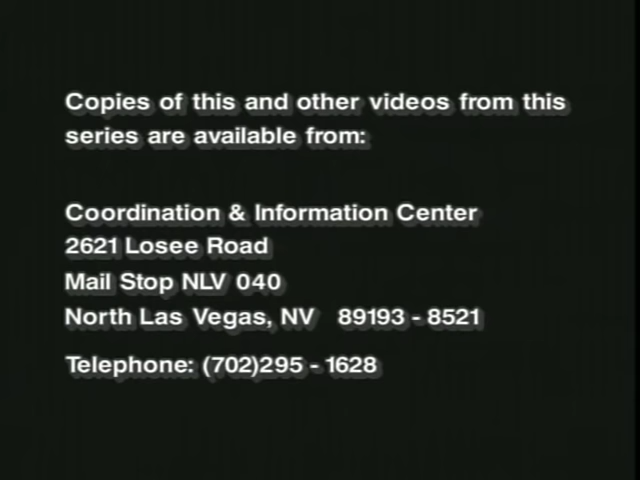 Copies of this and other videos from this
series are available from:
Coordination & Information Center
2621 Losee Road
Mail Stop NLV 040
North Las Vegas, NV 89193 - 8521
Telephone: (702)295 - 1628